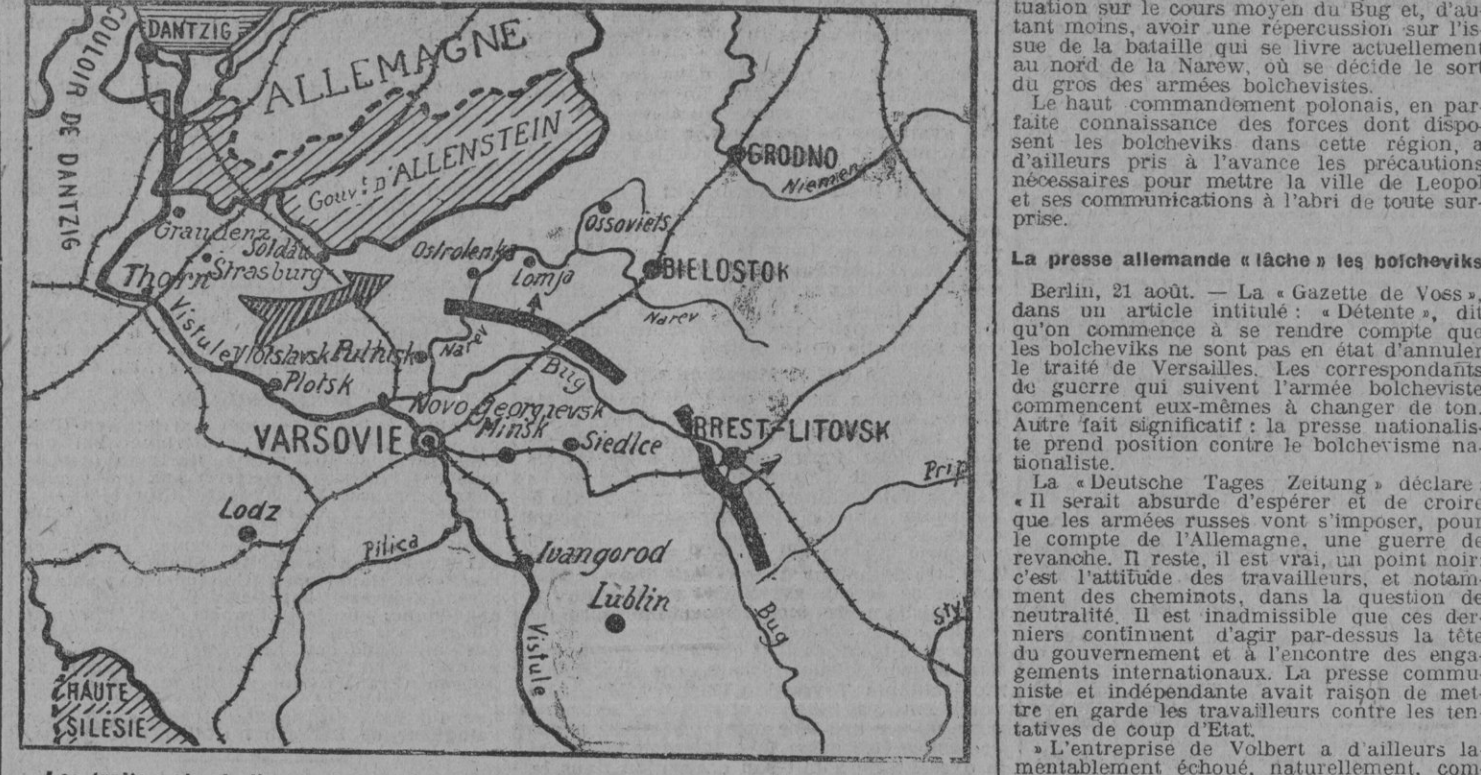 DANTZIG
COULOIR DE DANTZIG
ALLEMAGNE
Gouvt. D'ALLENSTEIN
GRODNO
Niemen
Graudenz
Soldau
Strasburg
Thorn
Ostrolenka
Lomja
Ossoviets
BIELOSTOK
Narev
Vistule
Vlotslavsk
Pulhisk
Narev
Plotsk
Bug
Novo Georgnevsk
Minsk
VARSOVIE
Siedlce
BREST-LITOVSK
Prip
Lodz
Pilica
Ivangorod
Lublin
Bug
Sty
Vistule
HAUTE
SILÉSIE
tuation sur le cours moyen du Bug et, d'au-
tant moins, avoir une répercussion sur l'is-
sue de la bataille qui se livre actuellement
au nord de la Narew, où se décide le sort
du gros des armées bolchevistes.
Le haut commandement polonais, en par-
faite connaissance des forces dont dispo-
sent les bolcheviks dans cette région, a
d'ailleurs pris à l'avance les précautions
nécessaires pour mettre la ville de Leopol
et ses communications à l'abri de toute sur-
prise.
La presse allemande « lâche » les bolcheviks
Berlin, 21 août. — La « Gazette de Voss »,
dans un article intitulé : « Détente », dit
qu'on commence à se rendre compte que
les bolcheviks ne sont pas en état d'annuler
le traité de Versailles. Les correspondants
de guerre qui suivent l'armée bolcheviste
commencent eux-mêmes à changer de ton.
Autre fait significatif : la presse nationalis-
te prend position contre le bolchevisme na-
tionaliste.
La « Deutsche Tages Zeitung » déclare :
« Il serait absurde d'espérer et de croire
que les armées russes vont s'imposer, pour
le compte de l'Allemagne, une guerre de
revanche. Il reste, il est vrai, un point noir:
c'est l'attitude des travailleurs, et notam-
ment des cheminots, dans la question de
neutralité. Il est inadmissible que ces der-
niers continuent d'agir par-dessus la tête
du gouvernement et à l'encontre des enga-
gements internationaux. La presse commu-
niste et indépendante avait raison de met-
tre en garde les travailleurs contre les ten-
tatives de coup d'Etat.
» L'entreprise de Volbert a d'ailleurs la-
mentablement échoué, naturellement, com-